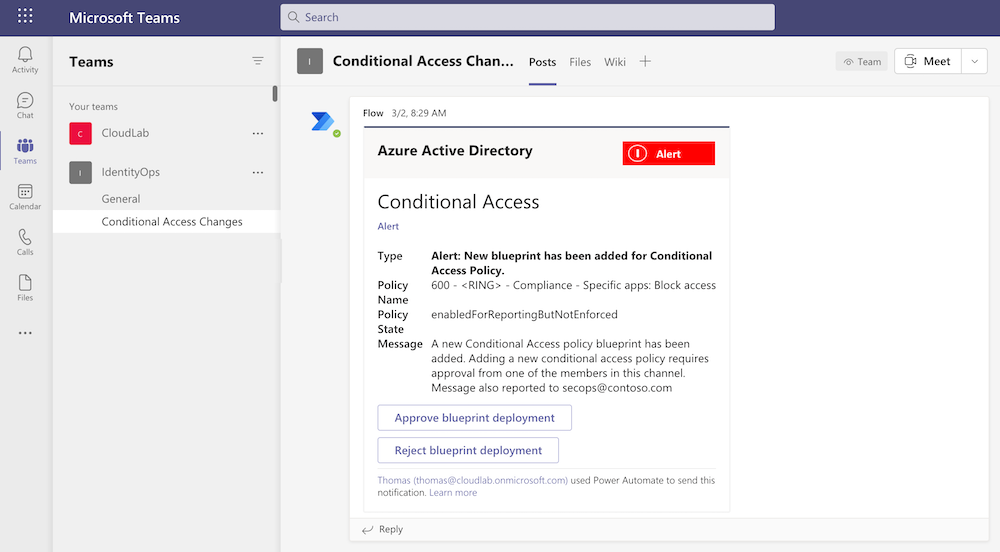 Microsoft Teams
Search
Activity
Chat
Teams
Calendar
Calls
Files
Teams
Your teams
C
CloudLab
I
IdentityOps
General
Conditional Access Changes
I
Conditional Access Chan...
Posts
Files
Wiki
Team
Meet
Flow 3/2, 8:29 AM
Azure Active Directory
Alert
Conditional Access
Alert
Type Alert: New blueprint has been added for Conditional
Access Policy.
Policy 600 - <RING> - Compliance - Specific apps: Block access
Name
Policy enabledForReportingButNotEnforced
State
Message A new Conditional Access policy blueprint has been
added. Adding a new conditional access policy requires
approval from one of the members in this channel.
Message also reported to secops@contoso.com
Approve blueprint deployment
Reject blueprint deployment
Thomas (thomas@cloudlab.onmicrosoft.com) used Power Automate to send this
notification. Learn more
Reply